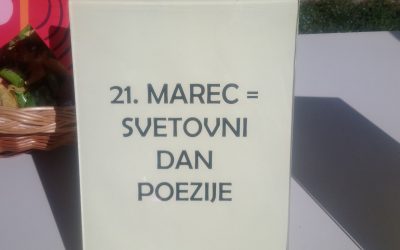 21. MAREC =
SVETOVNI
DAN
POEZIJE